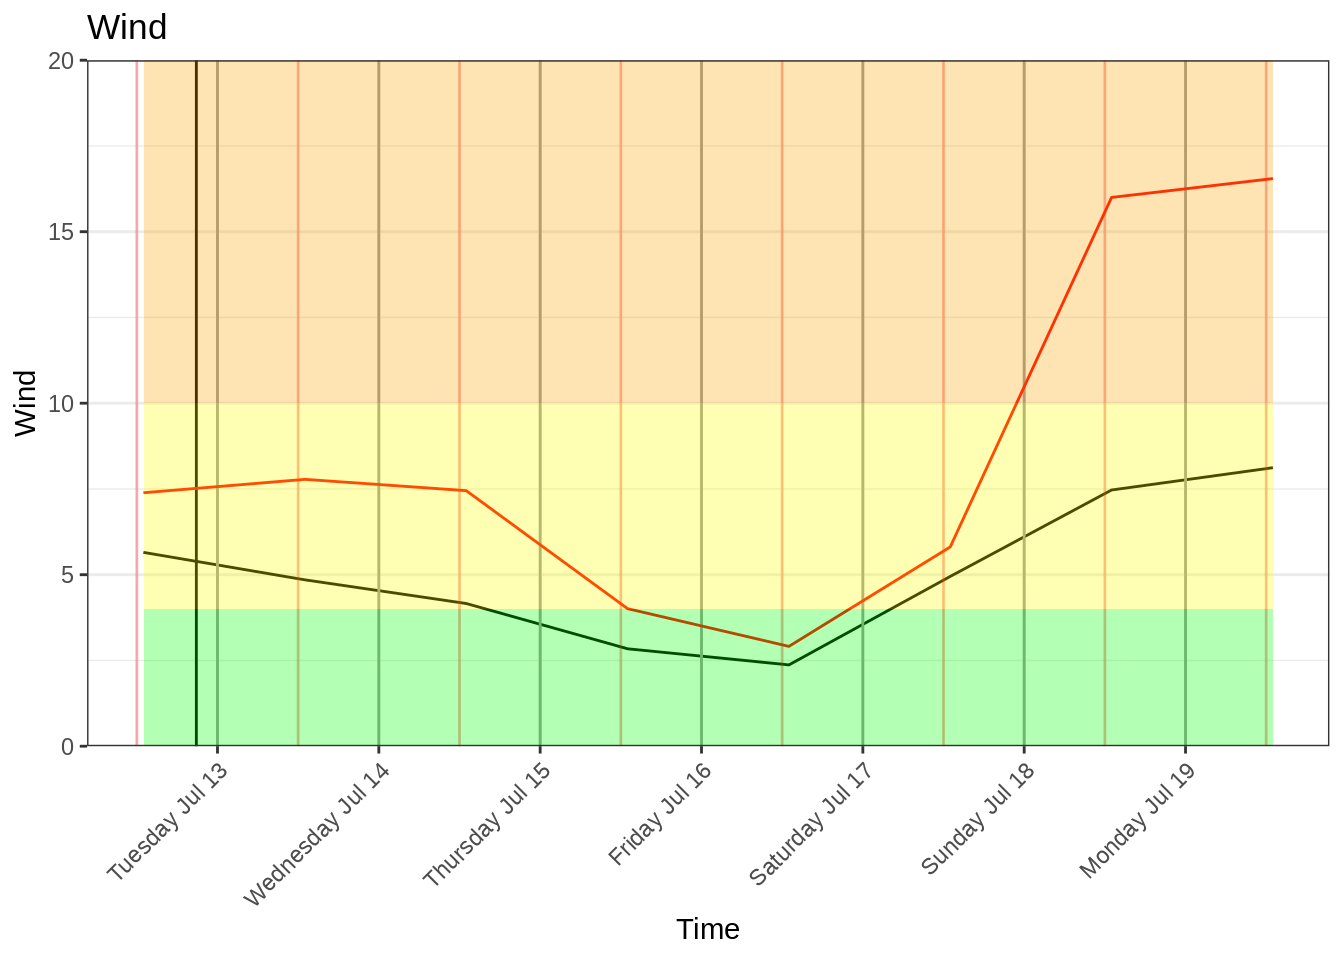 Wind
20
15
10
5
0
Wind
Tuesday Jul 13
Wednesday Jul 14
Thursday Jul 15
Friday Jul 16
Saturday Jul 17
Sunday Jul 18
Monday Jul 19
Time